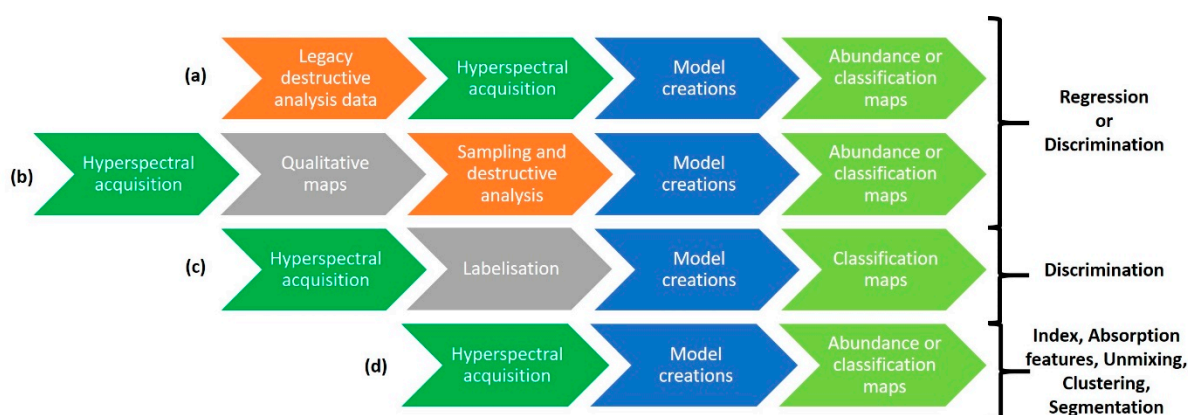 (a)
Legacy
destructive
analysis data
Hyperspectral
acquisition
Model
creations
Abundance or
classification
maps
Regression
or
Discrimination
(b)
Hyperspectral
acquisition
Qualitative
maps
Sampling and
destructive
analysis
Model
creations
Abundance or
classification
maps
(c)
Hyperspectral
acquisition
Labelisation
Model
creations
Classification
maps
Discrimination
(d)
Hyperspectral
acquisition
Model
creations
Abundance or
classification
maps
Index, Absorption
features, Unmixing,
Clustering,
Segmentation